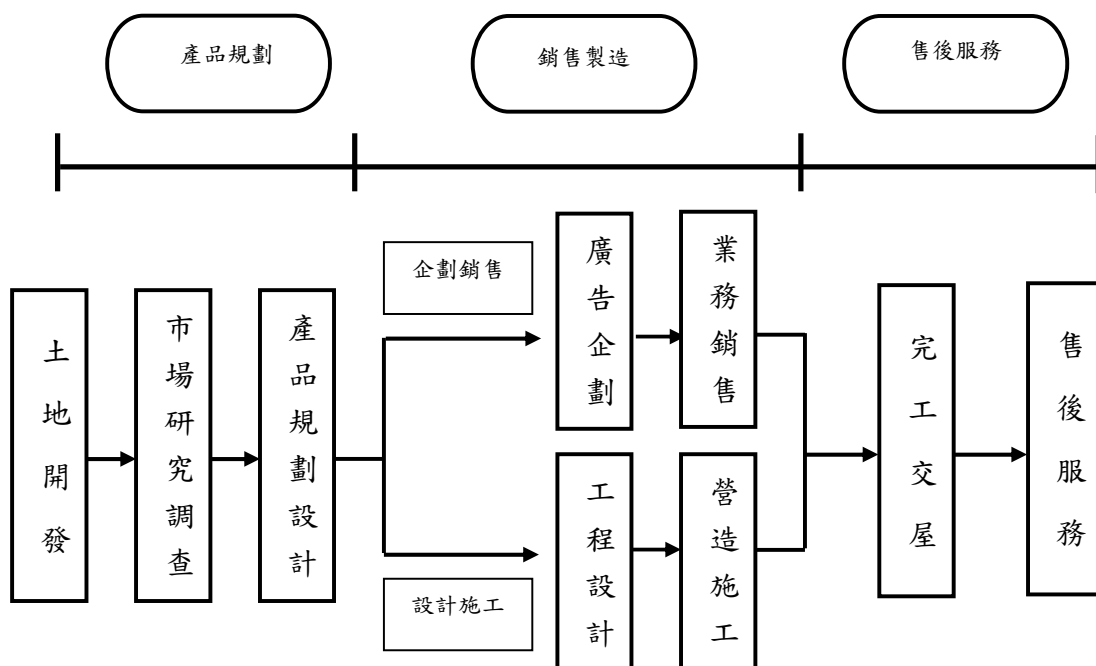 產品規劃
銷售製造
售後服務
土地開發
市場研究調查
產品規劃設計
企劃銷售
廣告企劃
業務銷售
設計施工
工程設計
營造施工
完工交屋
售後服務